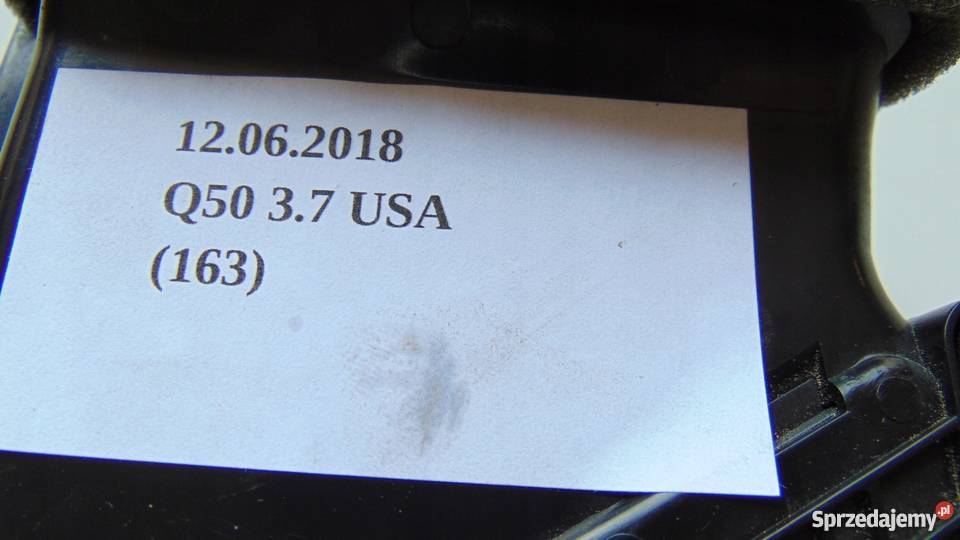 12.06.2018
Q50 3.7 USA
(163)
Sprzedajemy.pl